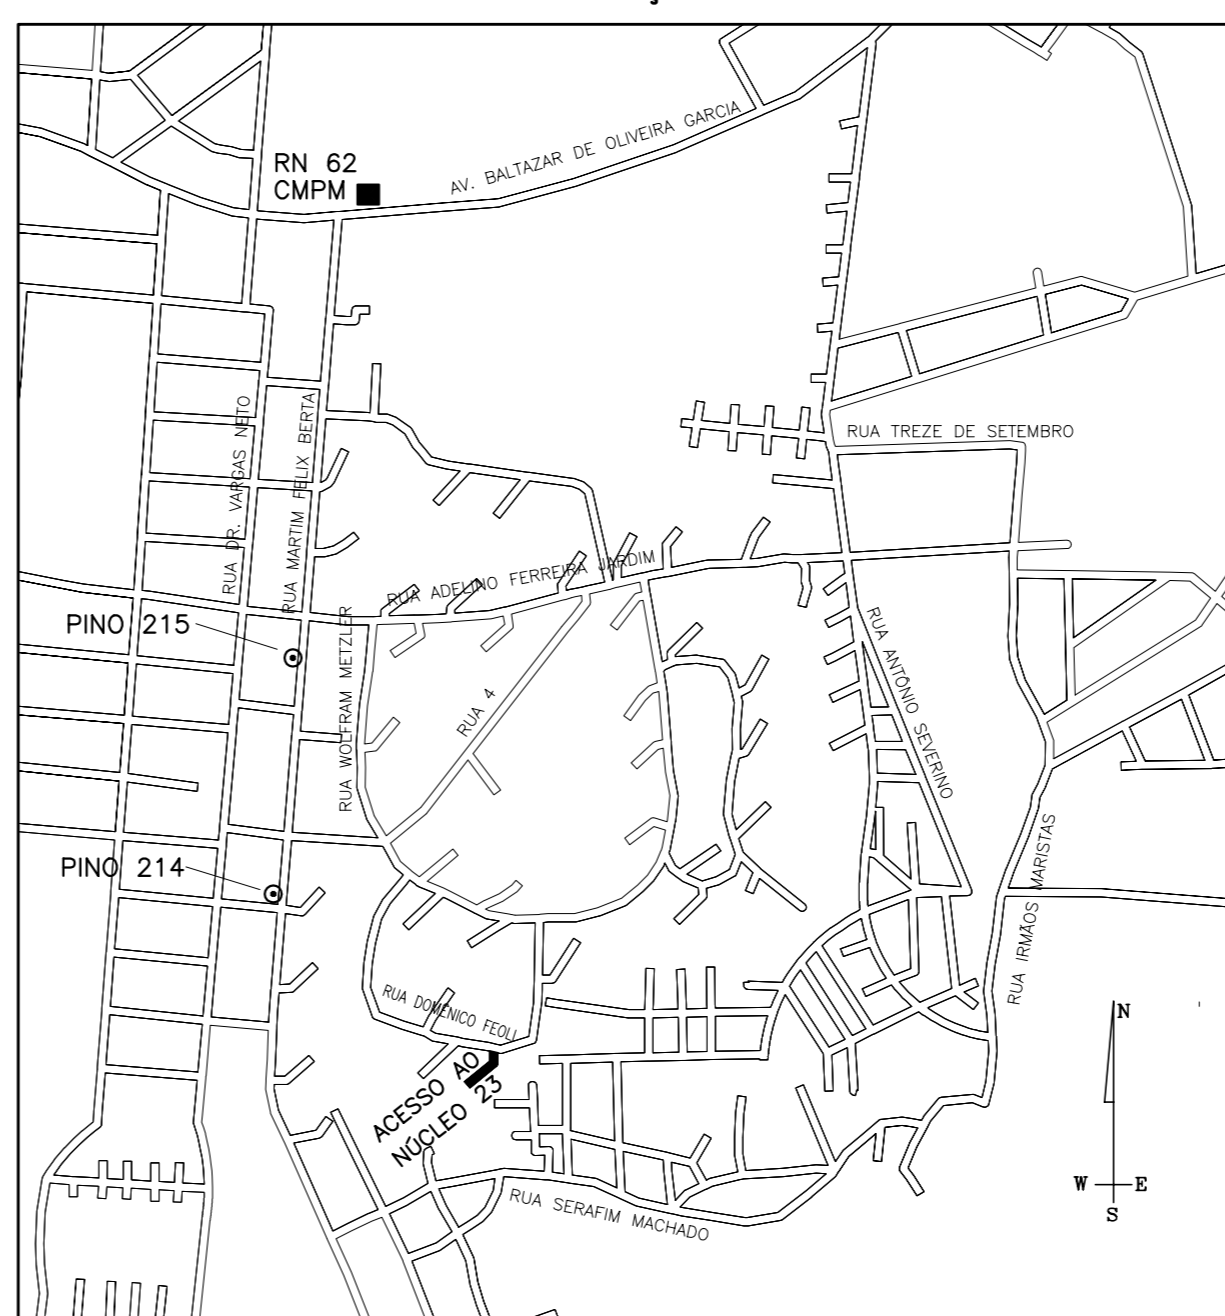 RN 62
CMPM
AV. BALTAZAR DE OLIVEIRA GARCIA
RUA TREZE DE SETEMBRO
RUA DR. VARGAS NETO
RUA MARTIM FELIX BERTA
RUA ADELINO FERREIRA JARDIM
PINO 215
RUA WOLFRAM METZLER
RUA 4
RUA ANTÔNIO SEVERINO
PINO 214
RUA IRMÃOS MARISTAS
RUA DOMÊNICO FEOLI
ACESSO AO
NÚCLEO 23
RUA SERAFIM MACHADO
N
W E
S